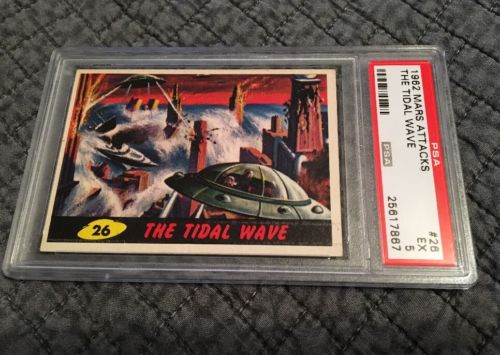 26
THE TIDAL WAVE
PSA
1962 MARS ATTACKS
THE TIDAL WAVE
#26
EX
5
PSA
25617867